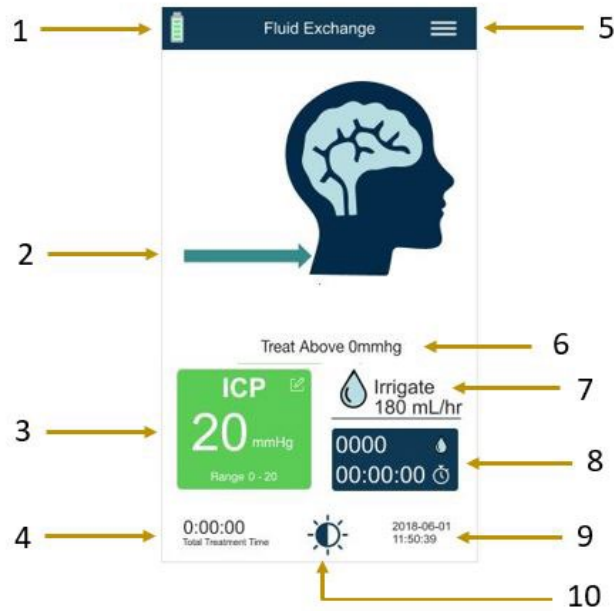 1
Fluid Exchange
5
2
Treat Above 0mmhg
6
ICP
20 mmHg
Range 0 - 20
3
Irrigate
180 mL/hr
7
0000
00:00:00
8
0:00:00
Total Treatment Time
4
2018-06-01
11:50:39
9
10